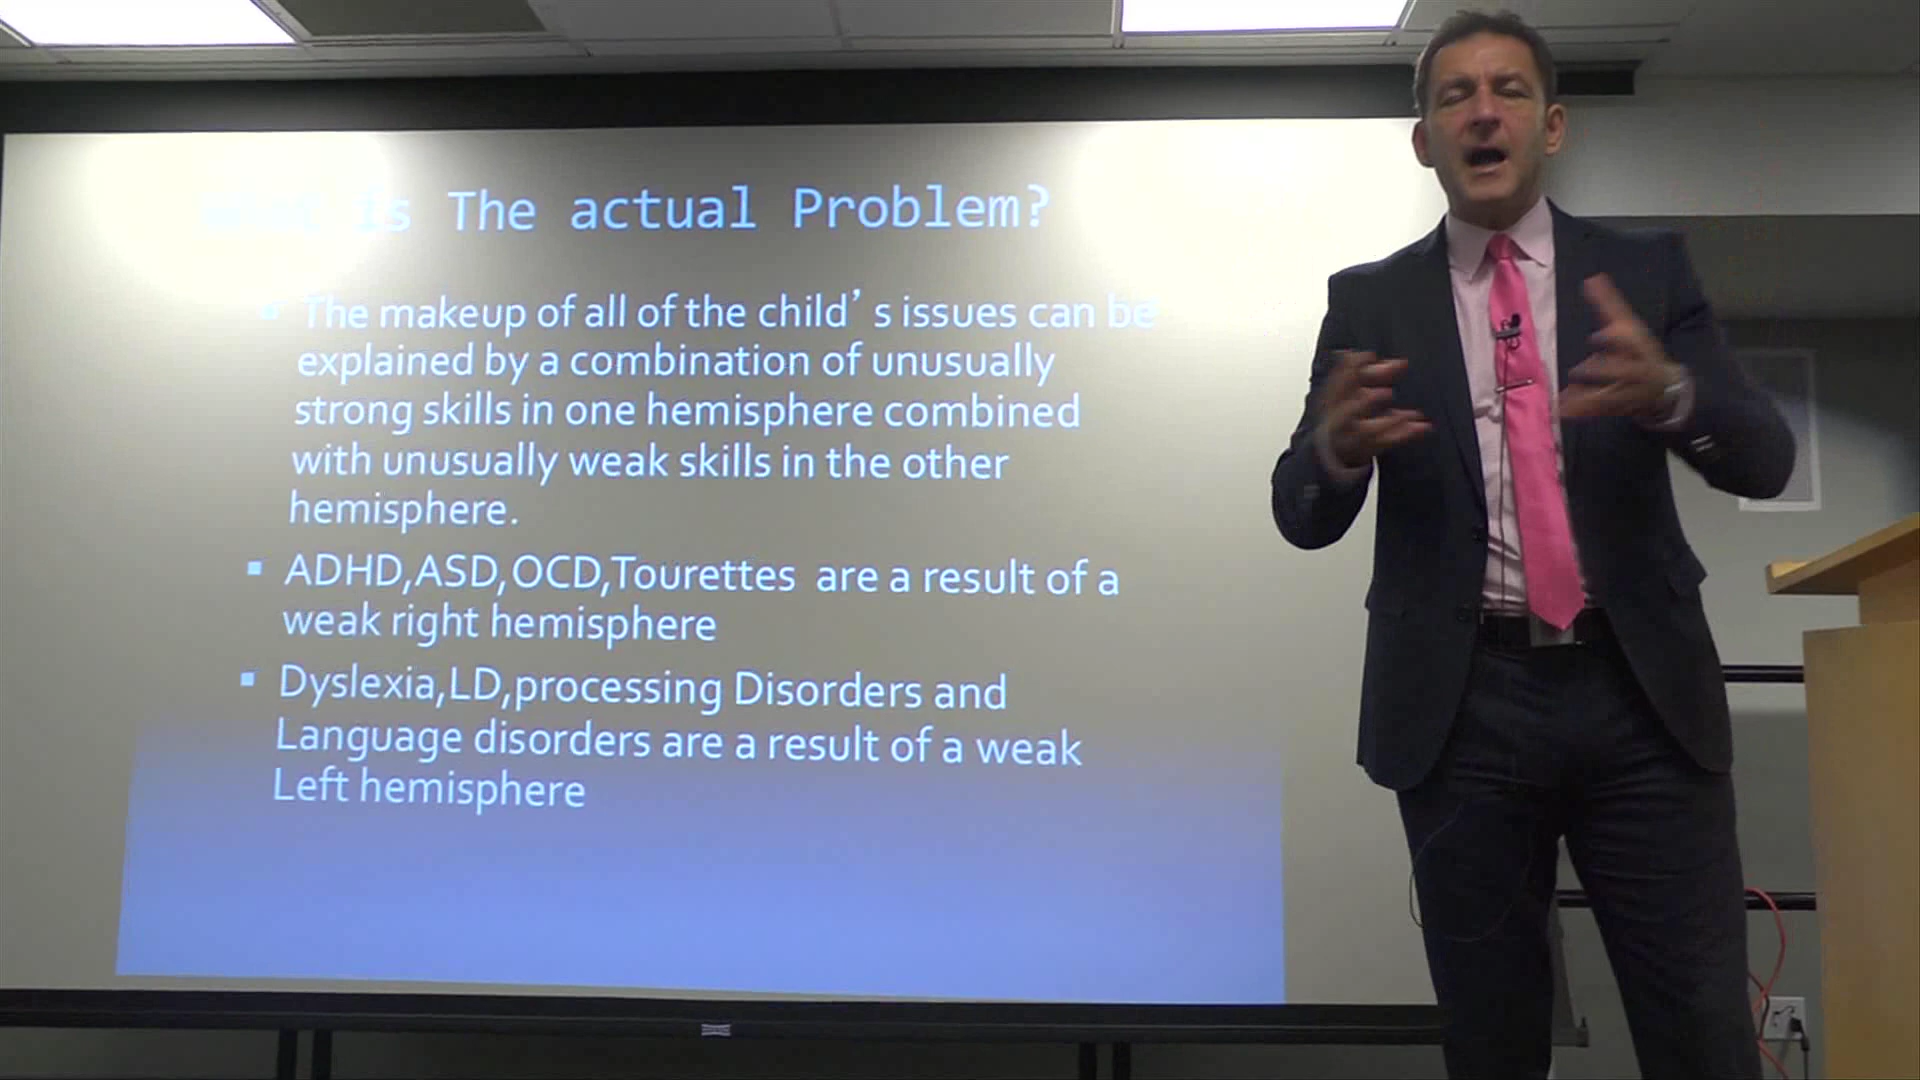 What is The actual Problem?
The makeup of all of the child’s issues can be
explained by a combination of unusually
strong skills in one hemisphere combined
with unusually weak skills in the other
hemisphere.
ADHD,ASD,OCD,Tourettes are a result of a
weak right hemisphere
Dyslexia,LD,processing Disorders and
Language disorders are a result of a weak
Left hemisphere